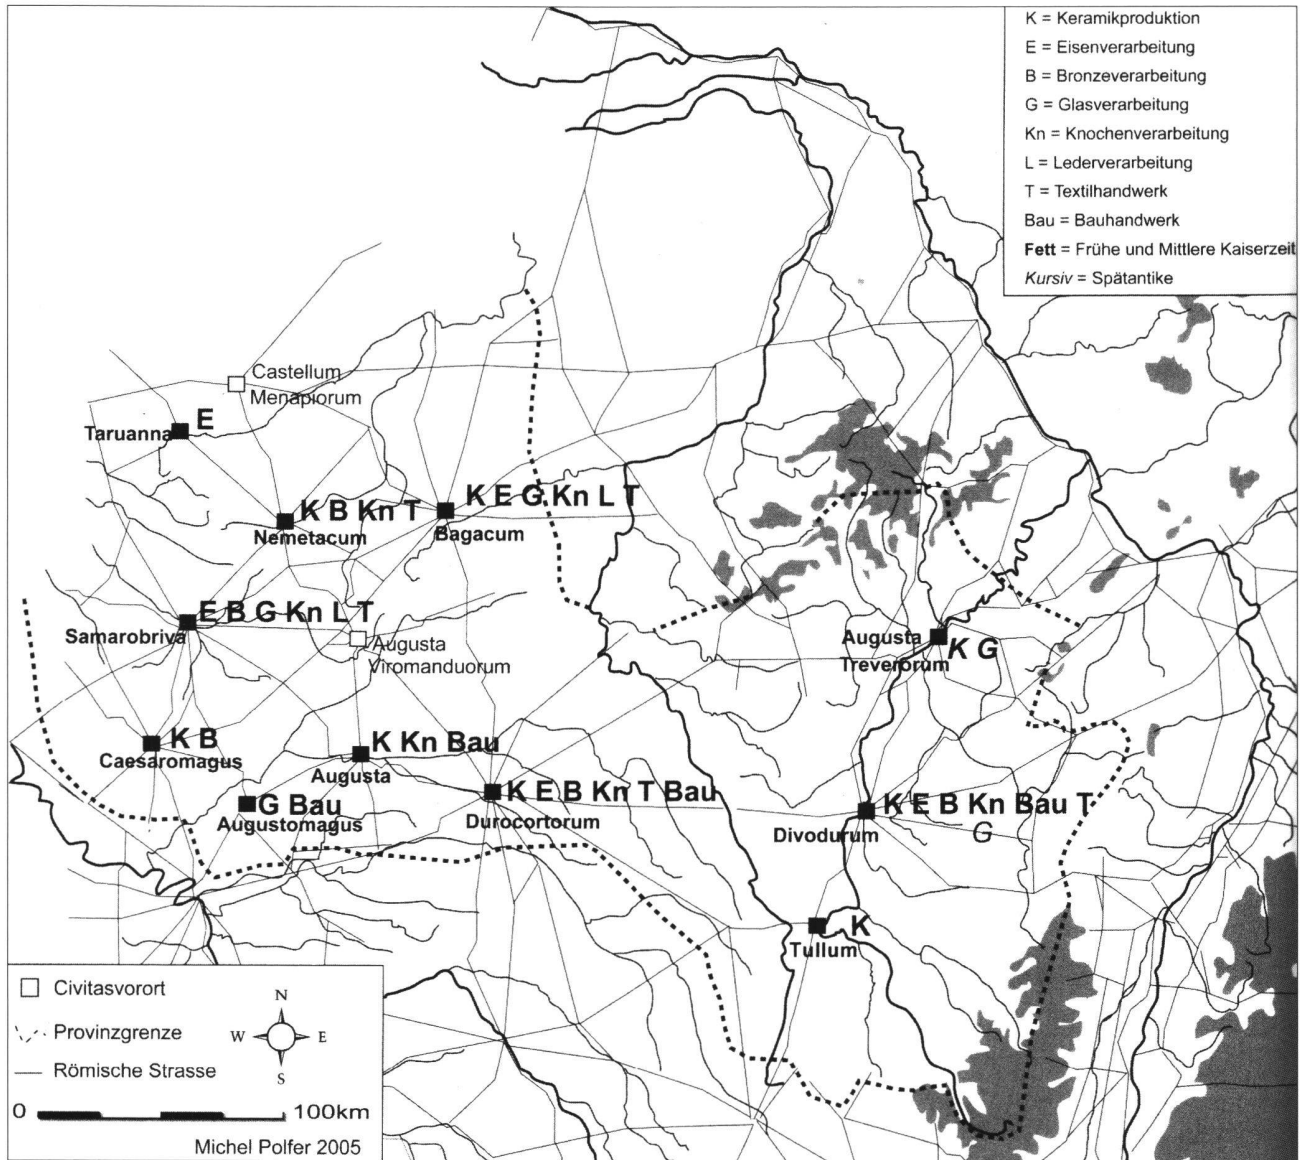 K = Keramikproduktion
E = Eisenverarbeitung
B = Bronzeverarbeitung
G = Glasverarbeitung
Kn = Knochenverarbeitung
L = Lederverarbeitung
T = Textilhandwerk
Bau = Bauhandwerk
Fett = Frühe und Mittlere Kaiserzeit
Kursiv = Spätantike
Castellum
Menapiorum
E
Taruanna
K B Kn T
Nemetacum
K E G Kn L T
Bagacum
E B G Kn L T
Samarobriva
Augusta
Viromanduorum
Augusta
Treverorum
K G
K B
Caesaromagus
K Kn Bau
Augusta
G Bau
Augustomagus
K E B Kn T Bau
Durocortorum
K E B Kn Bau T
G
Divodurum
K
Tullum
Civitasvorort
Provinzgrenze
Römische Strasse
N
W E
S
0 100km
Michel Polfer 2005